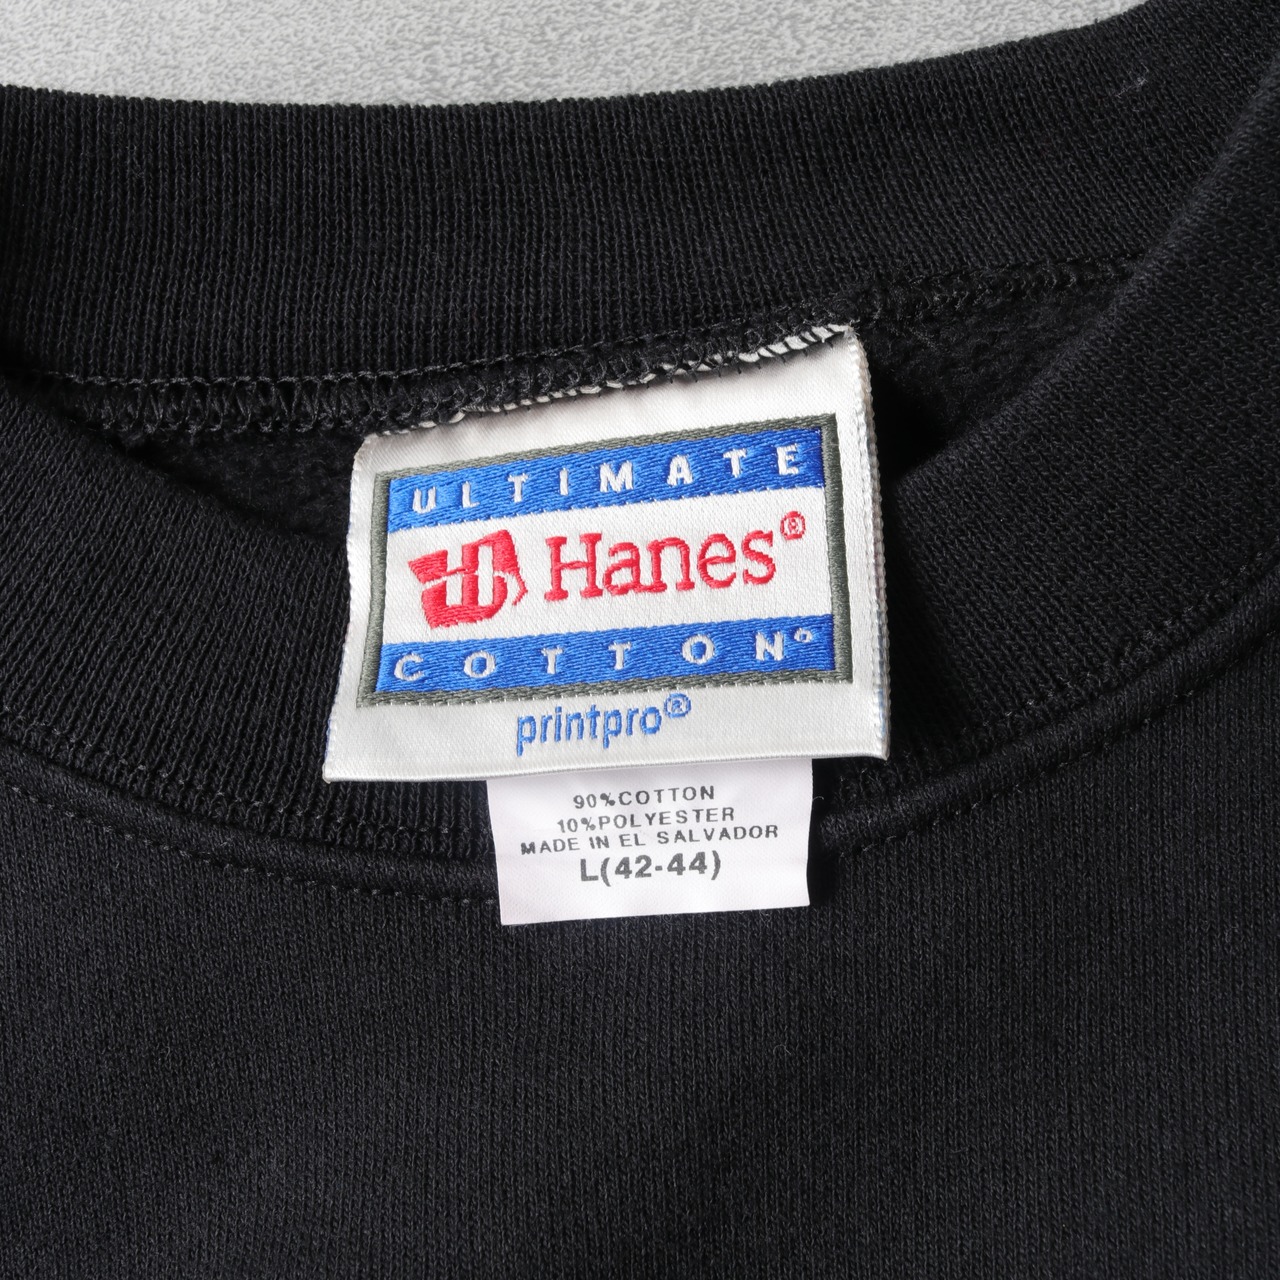 ULTIMATE
Hanes®
COTTON®
printpro®
90%COTTON
10%POLYESTER
MADE IN EL SALVADOR
L(42-44)